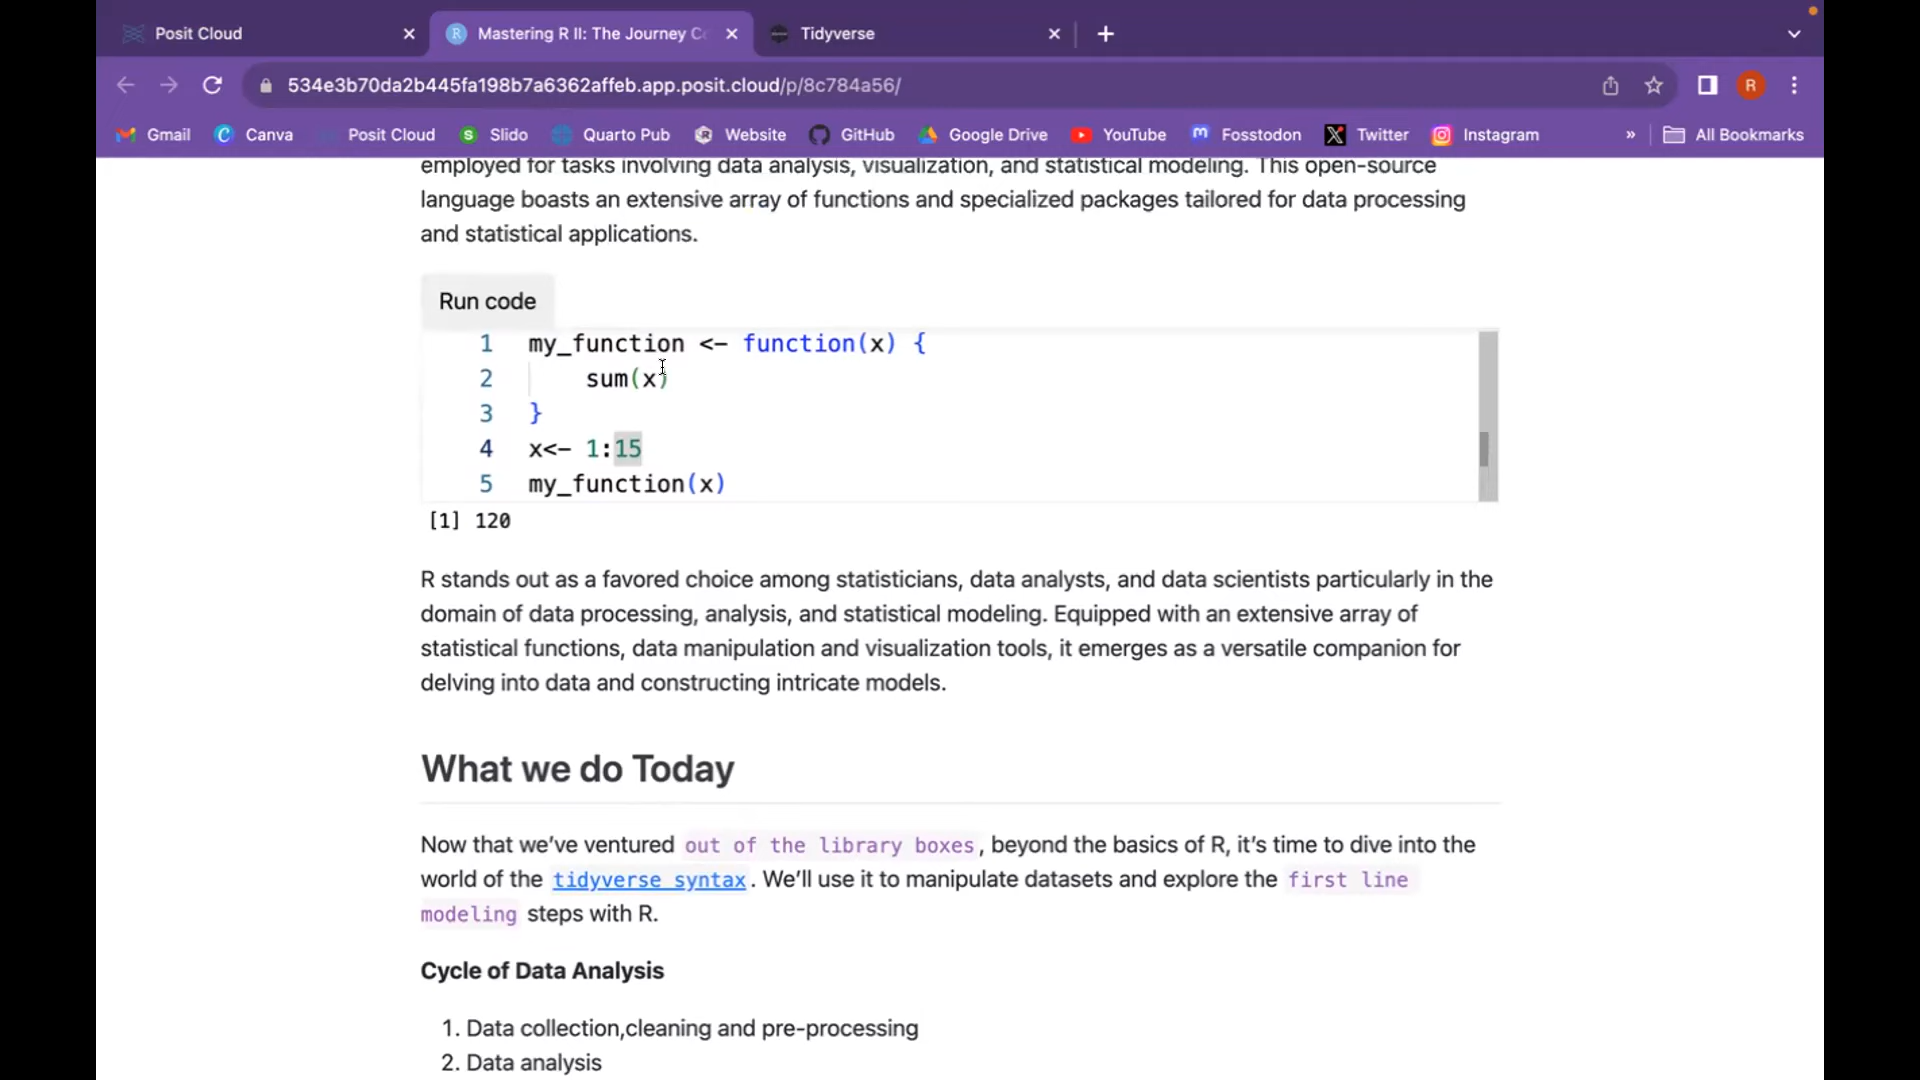 Posit Cloud
Mastering R II: The Journey C
Tidyverse
534e3b70da2b445fa198b7a6362affeb.app.posit.cloud/p/8c784a56/
R
Gmail Canva Posit Cloud Slido Quarto Pub Website GitHub Google Drive YouTube Fosstodon Twitter Instagram » All Bookmarks
employed for tasks involving data analysis, visualization, and statistical modeling. This open-source
language boasts an extensive array of functions and specialized packages tailored for data processing
and statistical applications.
Run code
1 my_function <- function(x) {
2 sum(x)
3 }
4 x<- 1:15
5 my_function(x)
[1] 120
R stands out as a favored choice among statisticians, data analysts, and data scientists particularly in the
domain of data processing, analysis, and statistical modeling. Equipped with an extensive array of
statistical functions, data manipulation and visualization tools, it emerges as a versatile companion for
delving into data and constructing intricate models.
What we do Today
Now that we’ve ventured out of the library boxes, beyond the basics of R, it’s time to dive into the
world of the tidyverse syntax. We’ll use it to manipulate datasets and explore the first line
modeling steps with R.
Cycle of Data Analysis
1. Data collection,cleaning and pre-processing
2. Data analysis